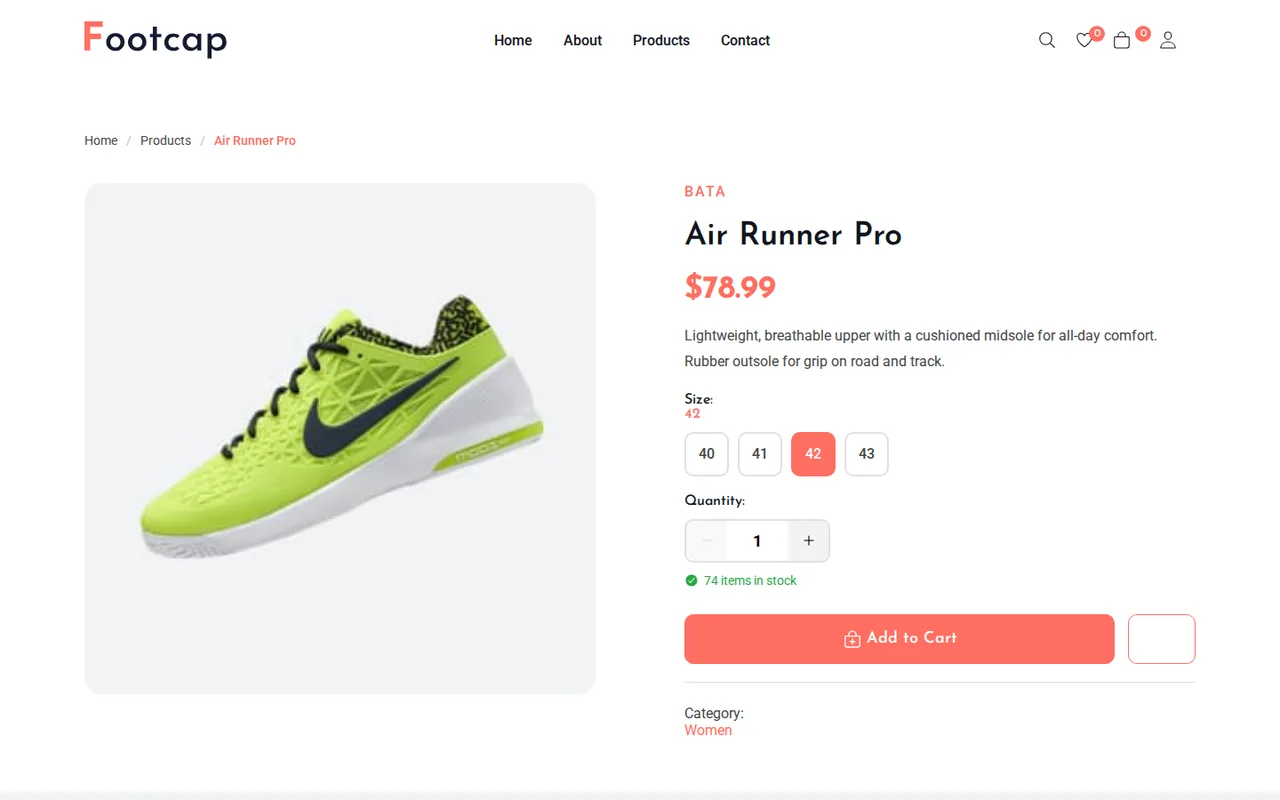 Footcap
Home About Products Contact
0 0
Home / Products / Air Runner Pro
BATA
Air Runner Pro
$78.99
Lightweight, breathable upper with a cushioned midsole for all-day comfort.
Rubber outsole for grip on road and track.
Size:
42
40 41 42 43
Quantity:
− 1 +
74 items in stock
Add to Cart
Category:
Women